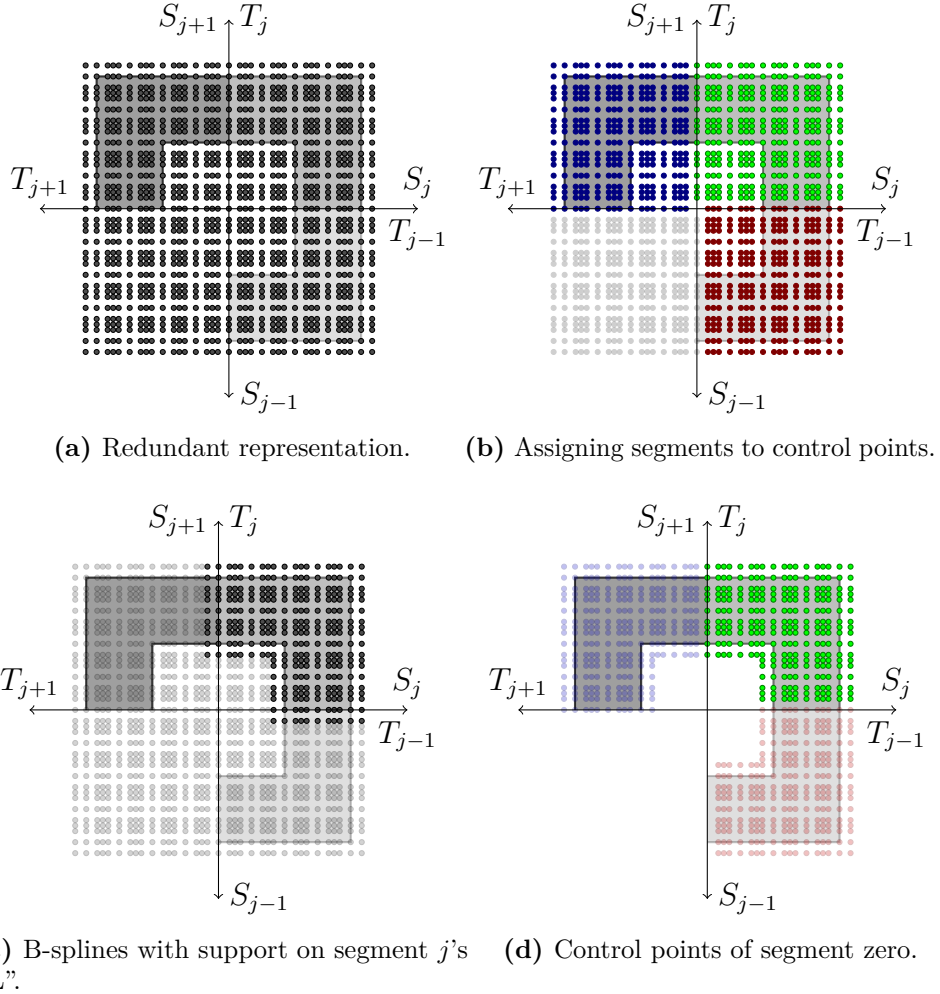 S_{j+1} T_j
S_{j+1} T_j
T_{j+1} S_j
T_{j+1} S_j
T_{j-1}
T_{j-1}
S_{j-1}
S_{j-1}
(a) Redundant representation.
(b) Assigning segments to control points.
S_{j+1} T_j
S_{j+1} T_j
T_{j+1} S_j
T_{j+1} S_j
T_{j-1}
T_{j-1}
S_{j-1}
S_{j-1}
) B-splines with support on segment j's
”.
(d) Control points of segment zero.